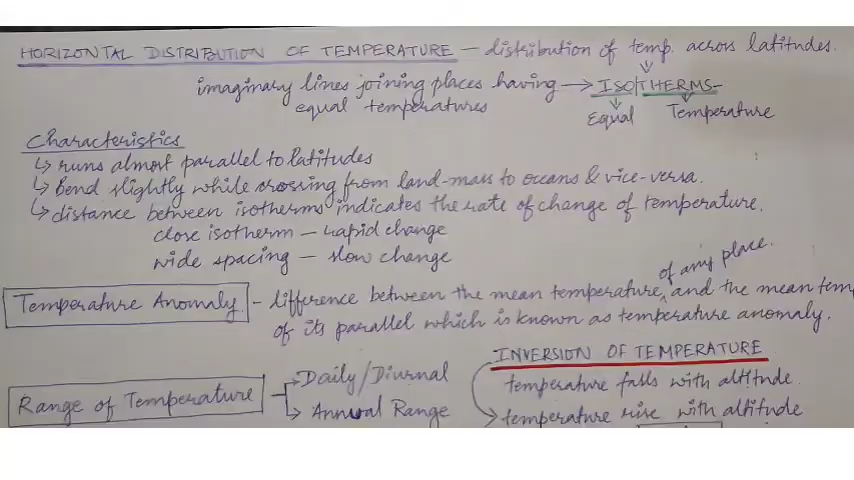 HORIZONTAL DISTRIBUTION OF TEMPERATURE – distribution of temp. across latitudes.
imaginary lines joining places having → ISO/THERMS-
equal temperatures
Equal Temperature
Characteristics
↳ runs almost parallel to latitudes
↳ Bend slightly while crossing from land-mass to oceans & vice-versa.
↳ distance between isotherms indicates the rate of change of temperature.
close isotherm – rapid change
wide spacing – slow change
of any place.
Temperature Anomaly – difference between the mean temperature ^ and the mean tem
of its parallel which is known as temperature anomaly.
INVERSION OF TEMPERATURE
Range of Temperature → Daily/Diurnal
→ Annual Range
temperature falls with altitude.
→ temperature rise with altitude